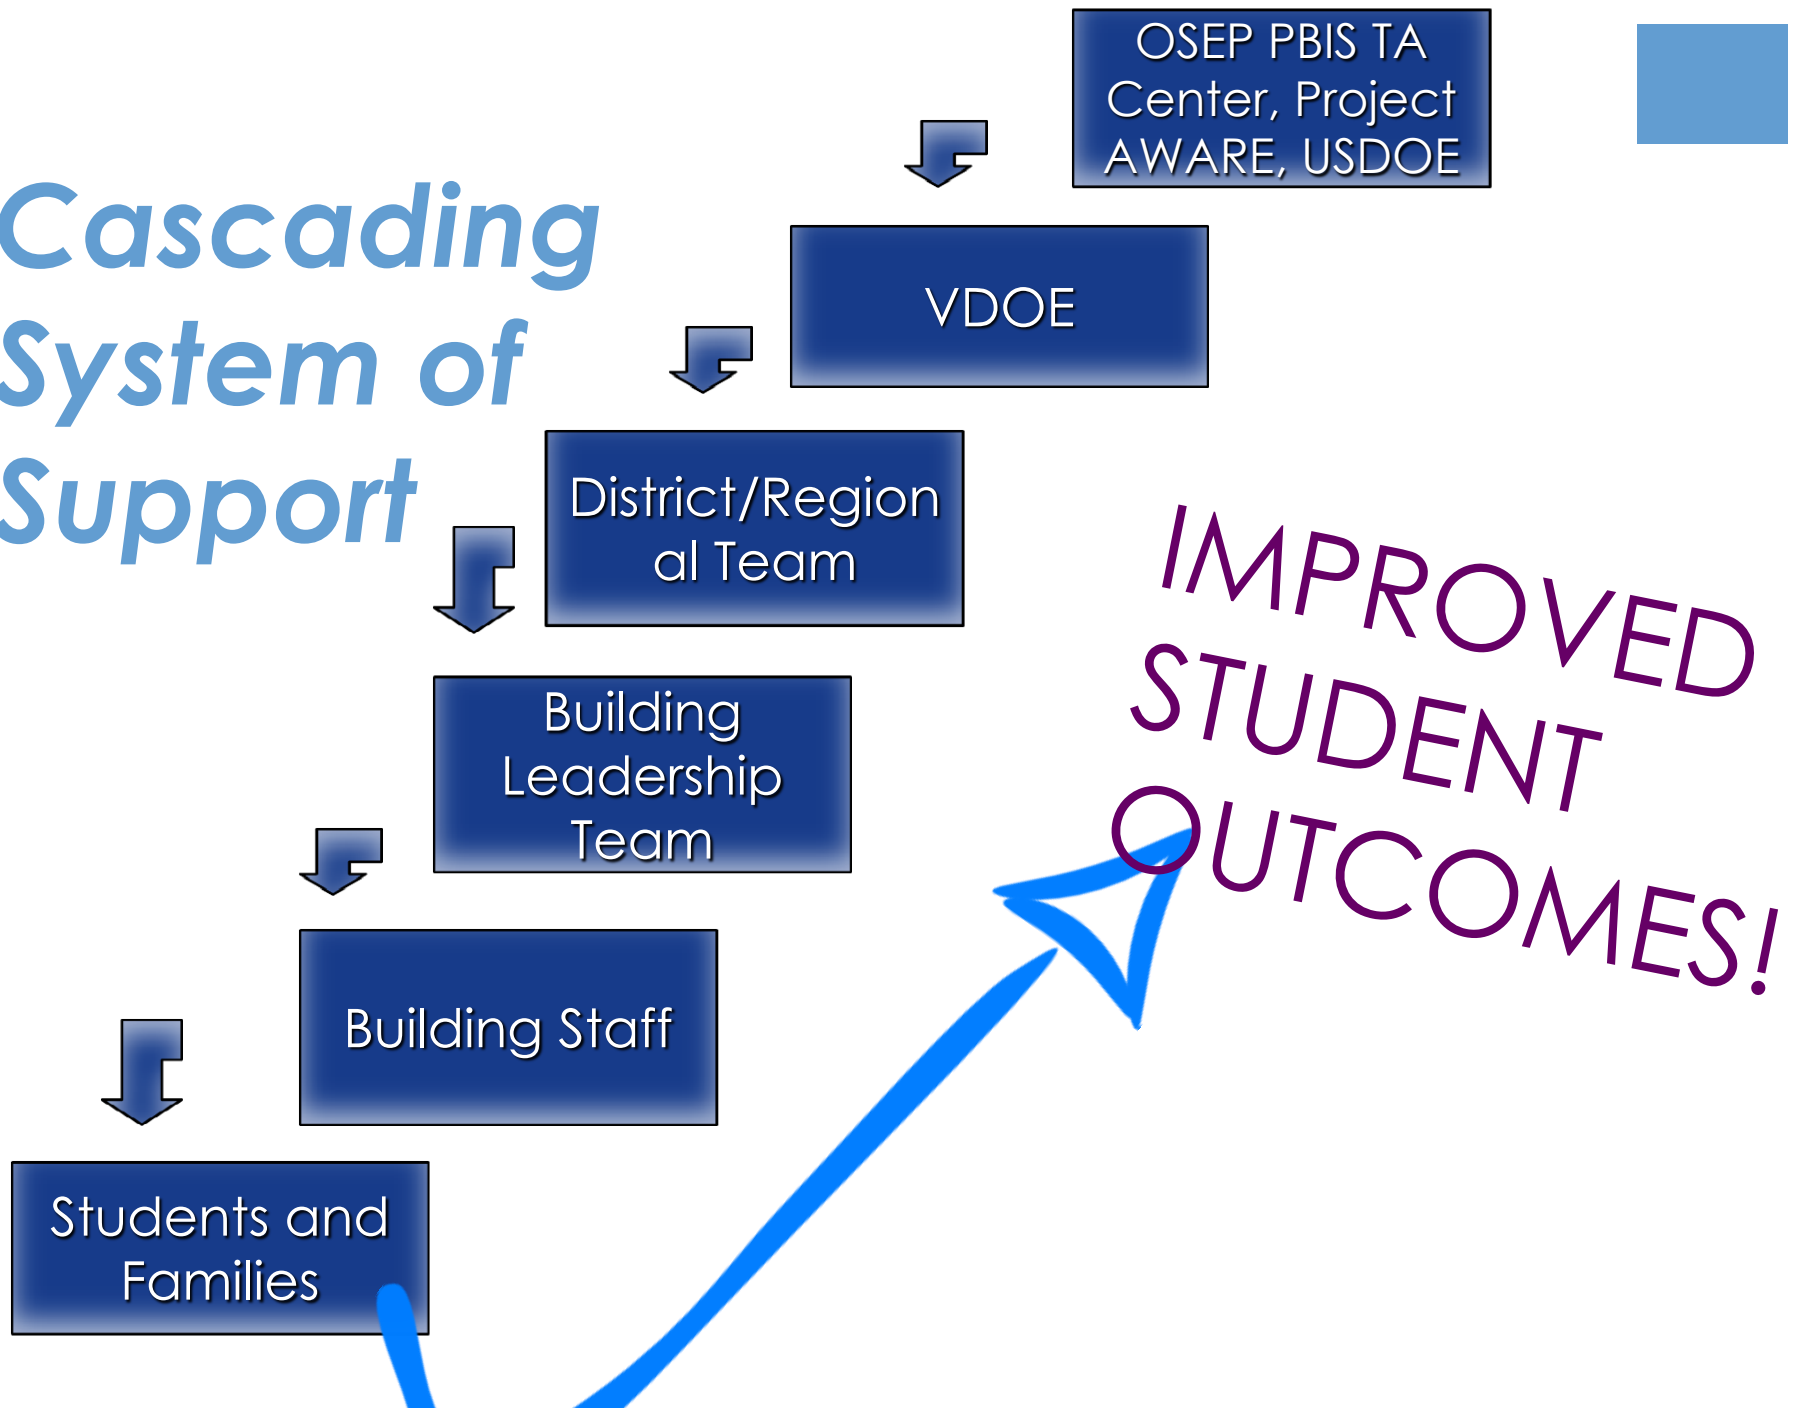 Cascading
System of
Support
OSEP PBIS TA
Center, Project
AWARE, USDOE
VDOE
District/Region
al Team
Building
Leadership
Team
Building Staff
Students and
Families
IMPROVED
STUDENT
OUTCOMES!